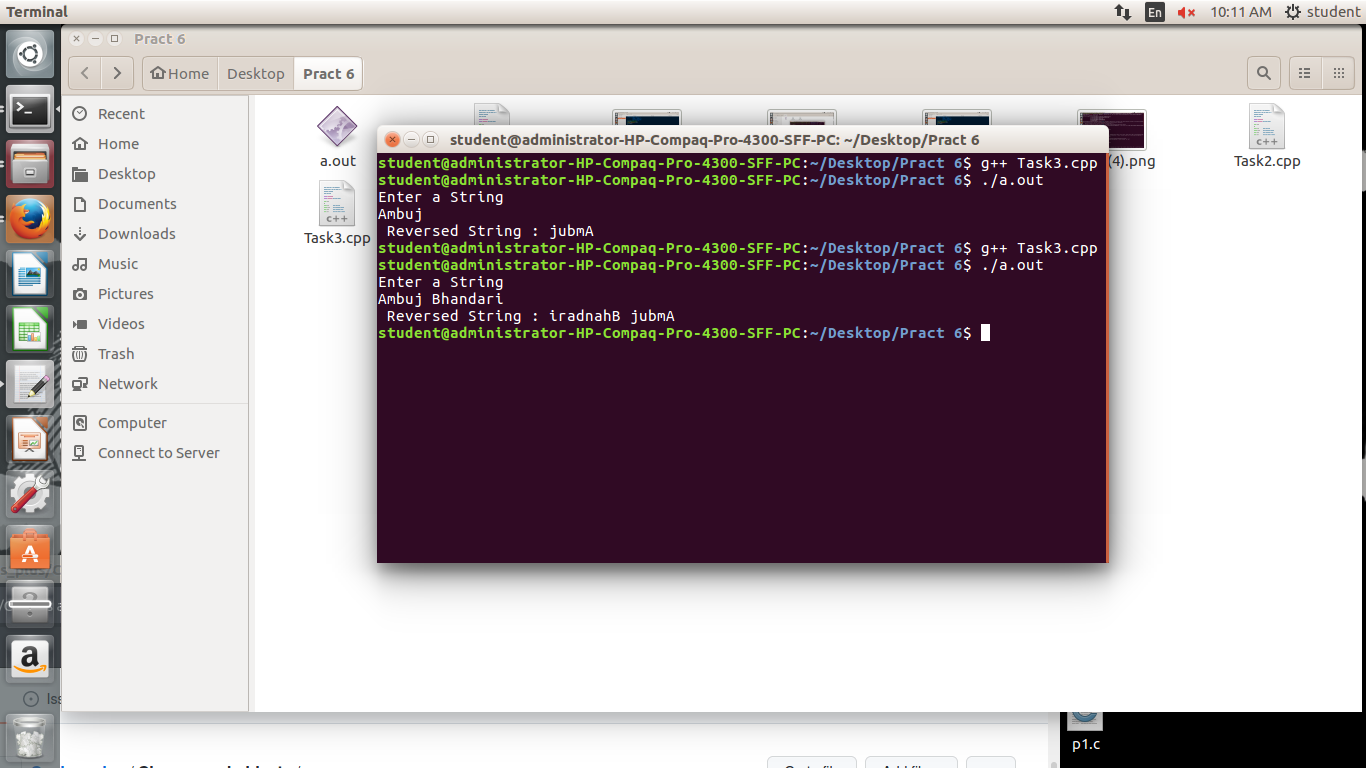 Terminal
En
10:11 AM
student
Pract 6
Home
Desktop
Pract 6
Recent
Home
Desktop
Documents
Downloads
Music
Pictures
Videos
Trash
Network
Computer
Connect to Server
a.out
(4).png
Task2.cpp
c++
Task3.cpp
c++
student@administrator-HP-Compaq-Pro-4300-SFF-PC: ~/Desktop/Pract 6
student@administrator-HP-Compaq-Pro-4300-SFF-PC:~/Desktop/Pract 6$ g++ Task3.cpp
student@administrator-HP-Compaq-Pro-4300-SFF-PC:~/Desktop/Pract 6$ ./a.out
Enter a String
Ambuj
 Reversed String : jubmA
student@administrator-HP-Compaq-Pro-4300-SFF-PC:~/Desktop/Pract 6$ g++ Task3.cpp
student@administrator-HP-Compaq-Pro-4300-SFF-PC:~/Desktop/Pract 6$ ./a.out
Enter a String
Ambuj Bhandari
 Reversed String : iradnahB jubmA
student@administrator-HP-Compaq-Pro-4300-SFF-PC:~/Desktop/Pract 6$
Iss
p1.c